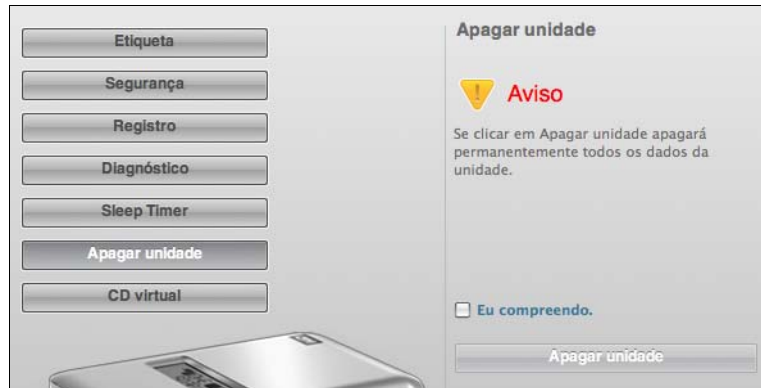 Etiqueta
Segurança
Registro
Diagnóstico
Sleep Timer
Apagar unidade
CD virtual
Apagar unidade
Aviso
Se clicar em Apagar unidade apagará
permanentemente todos os dados da
unidade.
Eu compreendo.
Apagar unidade